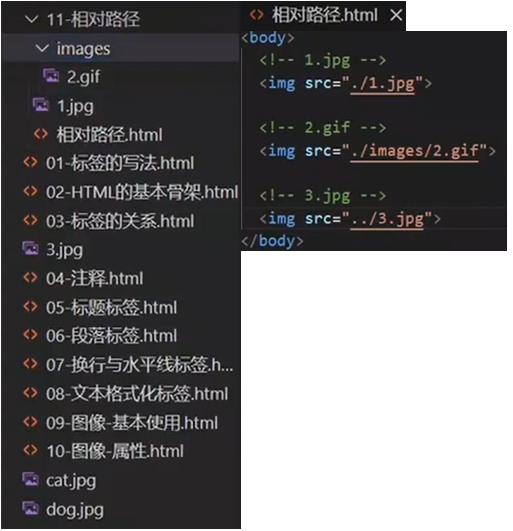 11-相对路径
images
2.gif
1.jpg
相对路径.html
01-标签的写法.html
02-HTML的基本骨架.html
03-标签的关系.html
3.jpg
04-注释.html
05-标题标签.html
06-段落标签.html
07-换行与水平线标签.h...
08-文本格式化标签.html
09-图像-基本使用.html
10-图像-属性.html
cat.jpg
dog.jpg
相对路径.html
<body>
<!-- 1.jpg -->
<img src="./1.jpg">
<!-- 2.gif -->
<img src="./images/2.gif">
<!-- 3.jpg -->
<img src="../3.jpg">
</body>